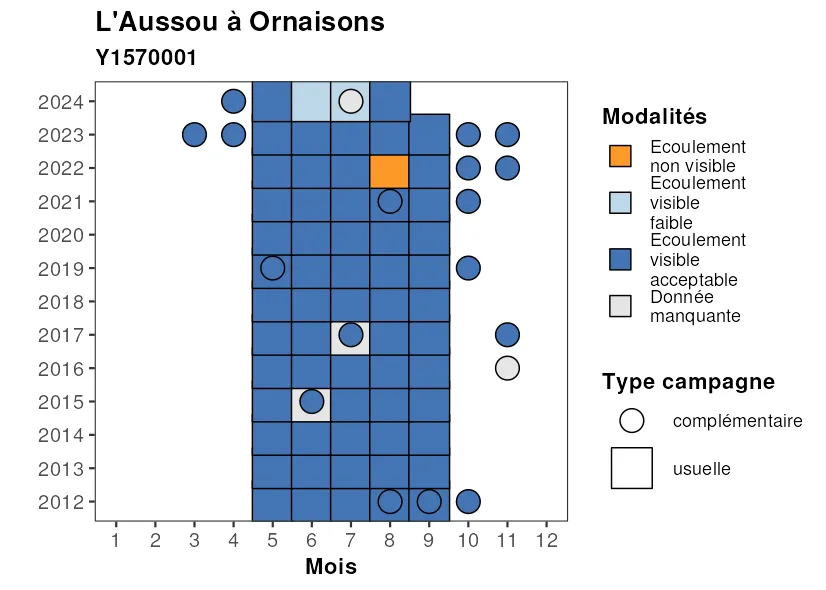 L'Aussou à Ornaisons
Y1570001
2024
2023
2022
2021
2020
2019
2018
2017
2016
2015
2014
2013
2012
1 2 3 4 5 6 7 8 9 10 11 12
Mois
Modalités
Ecoulement
non visible
Ecoulement
visible
faible
Ecoulement
visible
acceptable
Donnée
manquante
Type campagne
complémentaire
usuelle